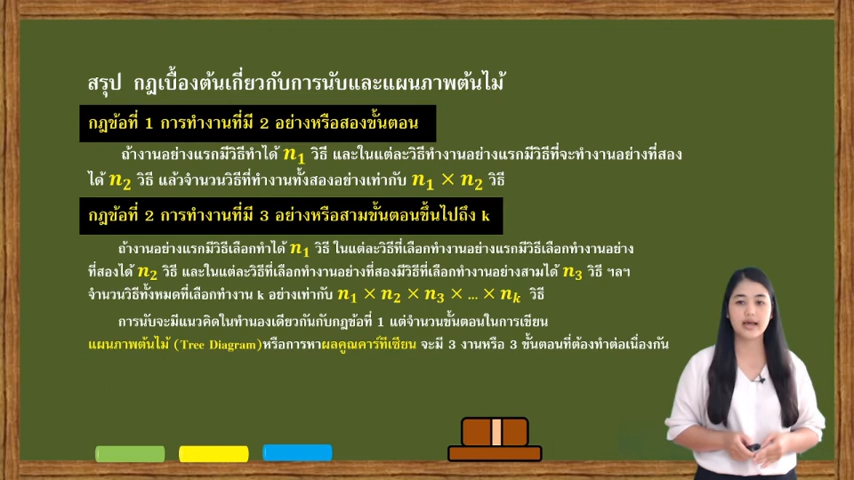 สรุป กฎเบื้องต้นเกี่ยวกับการนับและแผนภาพต้นไม้
กฎข้อที่ 1 การทำงานที่มี 2 อย่างหรือสองขั้นตอน
ถ้างานอย่างแรกมีวิธีทำได้ n₁ วิธี และในแต่ละวิธีทำงานอย่างแรกมีวิธีที่จะทำงานอย่างที่สอง
ได้ n₂ วิธี แล้วจำนวนวิธีที่ทำงานทั้งสองอย่างเท่ากับ n₁ × n₂ วิธี
กฎข้อที่ 2 การทำงานที่มี 3 อย่างหรือสามขั้นตอนขึ้นไปถึง k
ถ้างานอย่างแรกมีวิธีเลือกทำได้ n₁ วิธี ในแต่ละวิธีที่เลือกทำงานอย่างแรกมีวิธีเลือกทำงานอย่าง
ที่สองได้ n₂ วิธี และในแต่ละวิธีที่เลือกทำงานอย่างที่สองมีวิธีที่เลือกทำงานอย่างสามได้ n₃ วิธี ฯลฯ
จำนวนวิธีทั้งหมดที่เลือกทำงาน k อย่างเท่ากับ n₁ × n₂ × n₃ × ... × nₖ วิธี
การนับจะมีแนวคิดในทำนองเดียวกันกับกฎข้อที่ 1 แต่จำนวนขั้นตอนในการเขียน
แผนภาพต้นไม้ (Tree Diagram)หรือการหาผลคูณคาร์ทีเซียน จะมี 3 งานหรือ 3 ขั้นตอนที่ต้องทำต่อเนื่องกัน